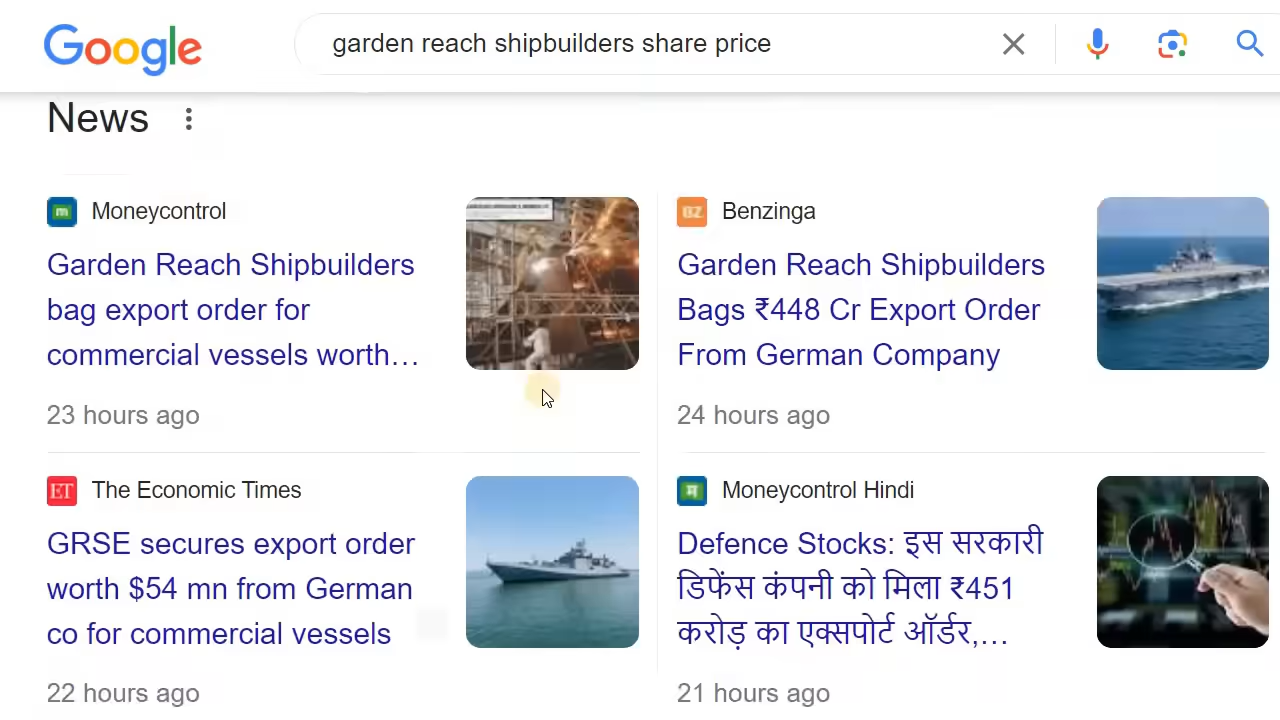 Google
garden reach shipbuilders share price
News
Moneycontrol
Garden Reach Shipbuilders
bag export order for
commercial vessels worth…
23 hours ago
Benzinga
Garden Reach Shipbuilders
Bags ₹448 Cr Export Order
From German Company
24 hours ago
ET
The Economic Times
GRSE secures export order
worth $54 mn from German
co for commercial vessels
22 hours ago
Moneycontrol Hindi
Defence Stocks: इस सरकारी
डिफेंस कंपनी को मिला ₹451
करोड़ का एक्सपोर्ट ऑर्डर,…
21 hours ago